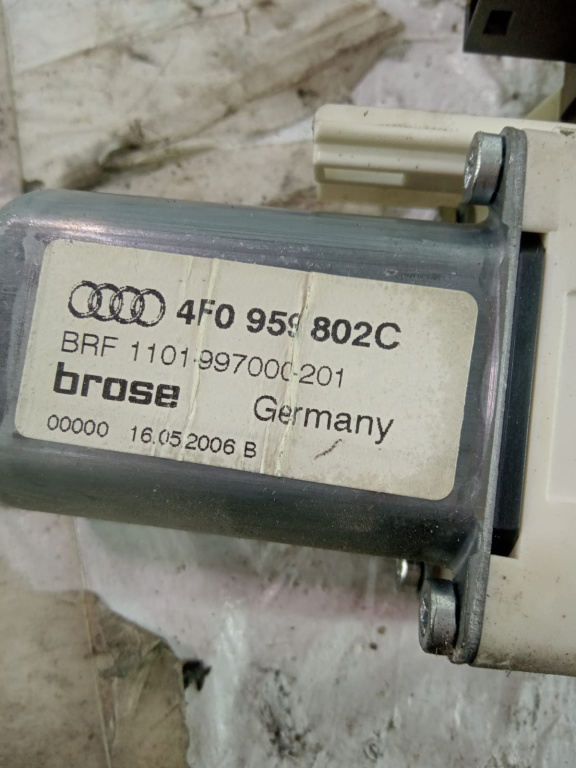 4F0 959 802C
BRF 1101-997000-201
brose
Germany
00000 16.05.2006 B